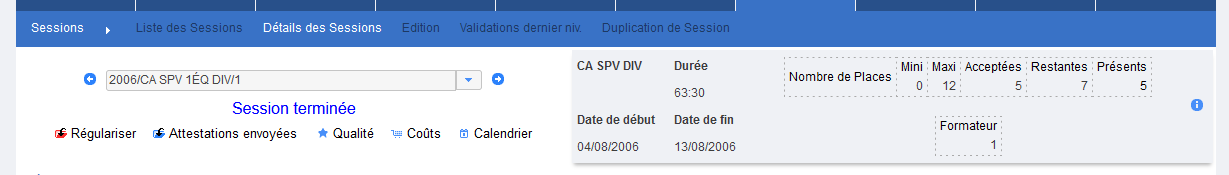 Sessions Liste des Sessions Détails des Sessions Edition Validations dernier niv. Duplication de Session
2006/CA SPV 1ÉQ DIV/1
Session terminée
Régulariser Attestations envoyées Qualité Coûts Calendrier
CA SPV DIV Durée
63:30
Date de début Date de fin
04/08/2006 13/08/2006
Nombre de Places Mini Maxi Acceptées Restantes Présents
0 12 5 7 5
Formateur
1